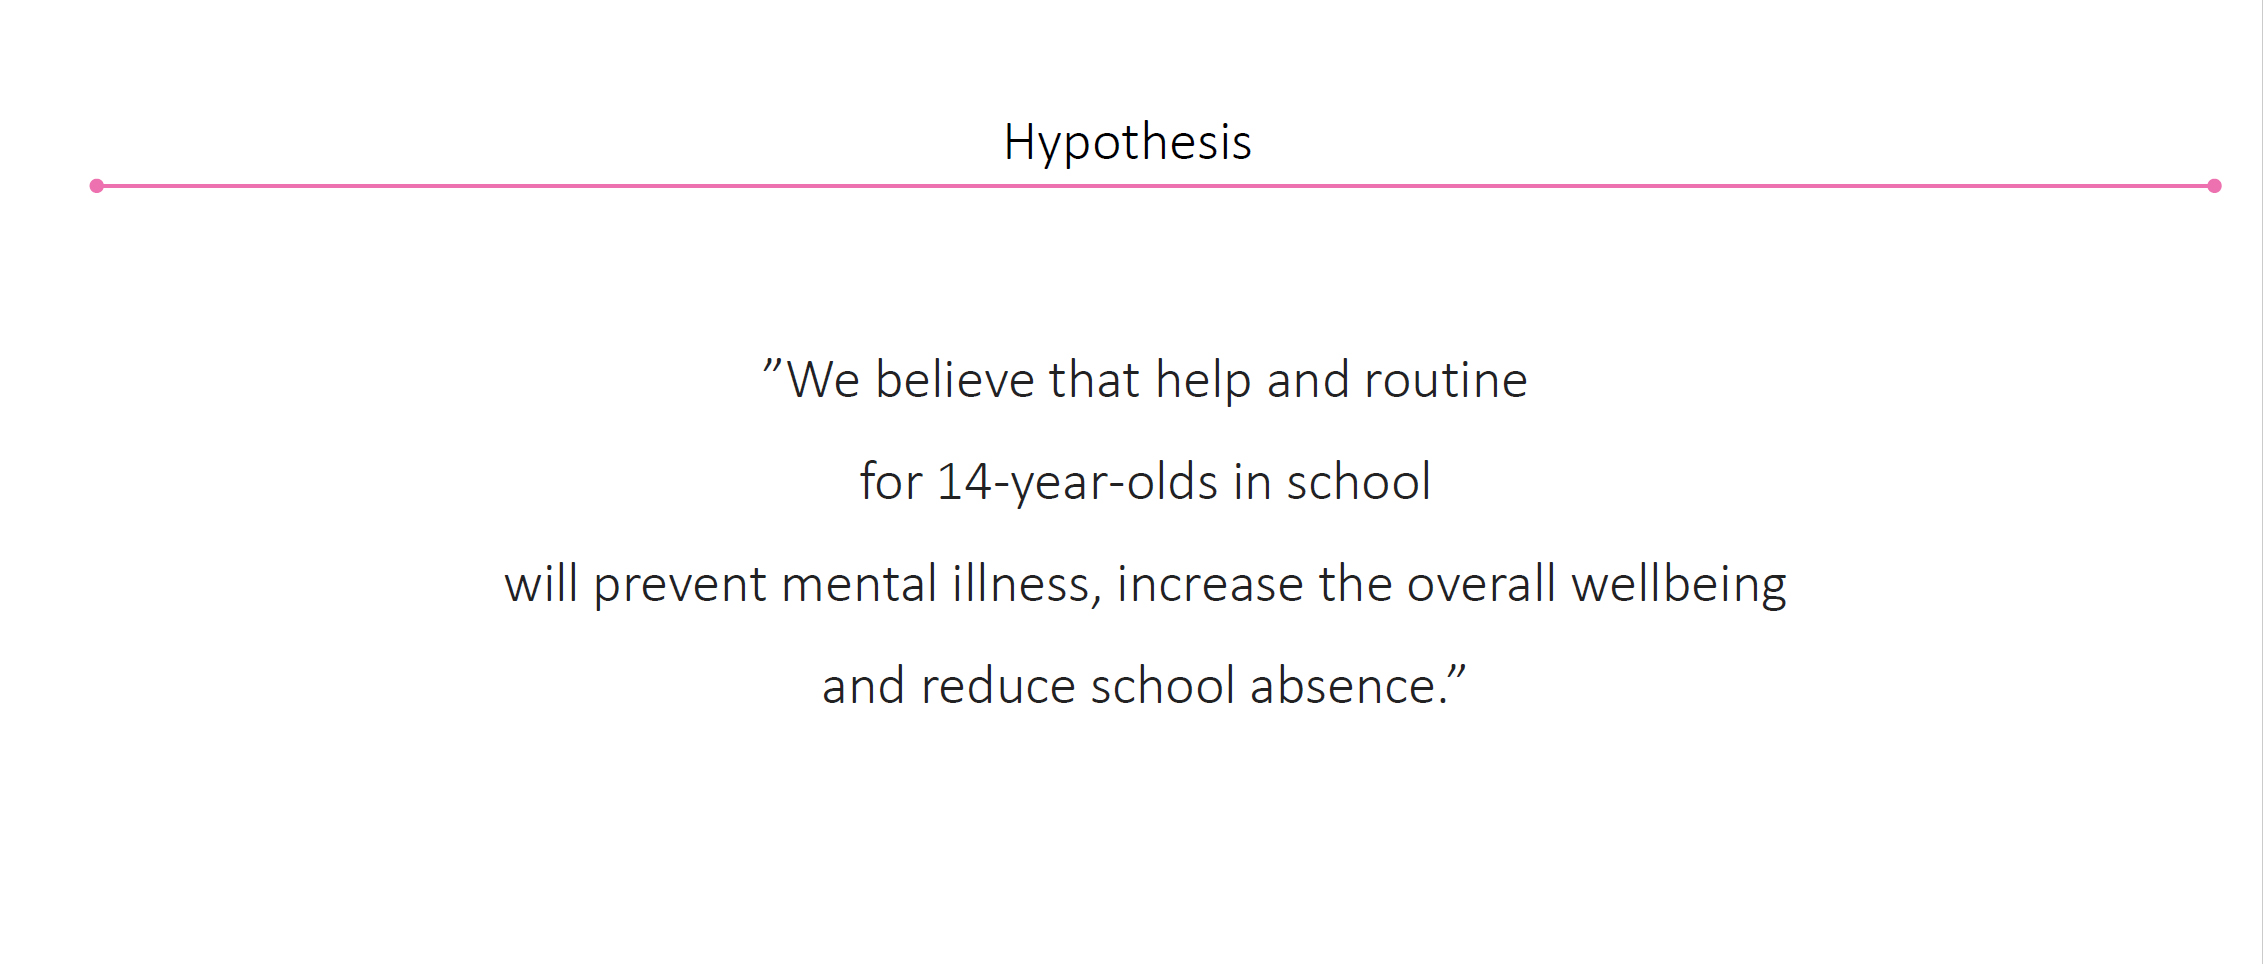 Hypothesis
”We believe that help and routine
for 14-year-olds in school
will prevent mental illness, increase the overall wellbeing
and reduce school absence.”